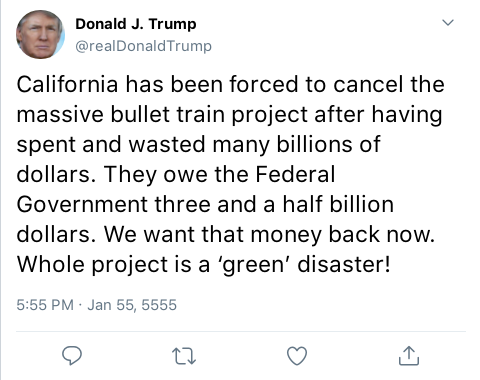 Donald J. Trump
@realDonaldTrump
California has been forced to cancel the
massive bullet train project after having
spent and wasted many billions of
dollars. They owe the Federal
Government three and a half billion
dollars. We want that money back now.
Whole project is a ‘green’ disaster!
5:55 PM · Jan 55, 5555